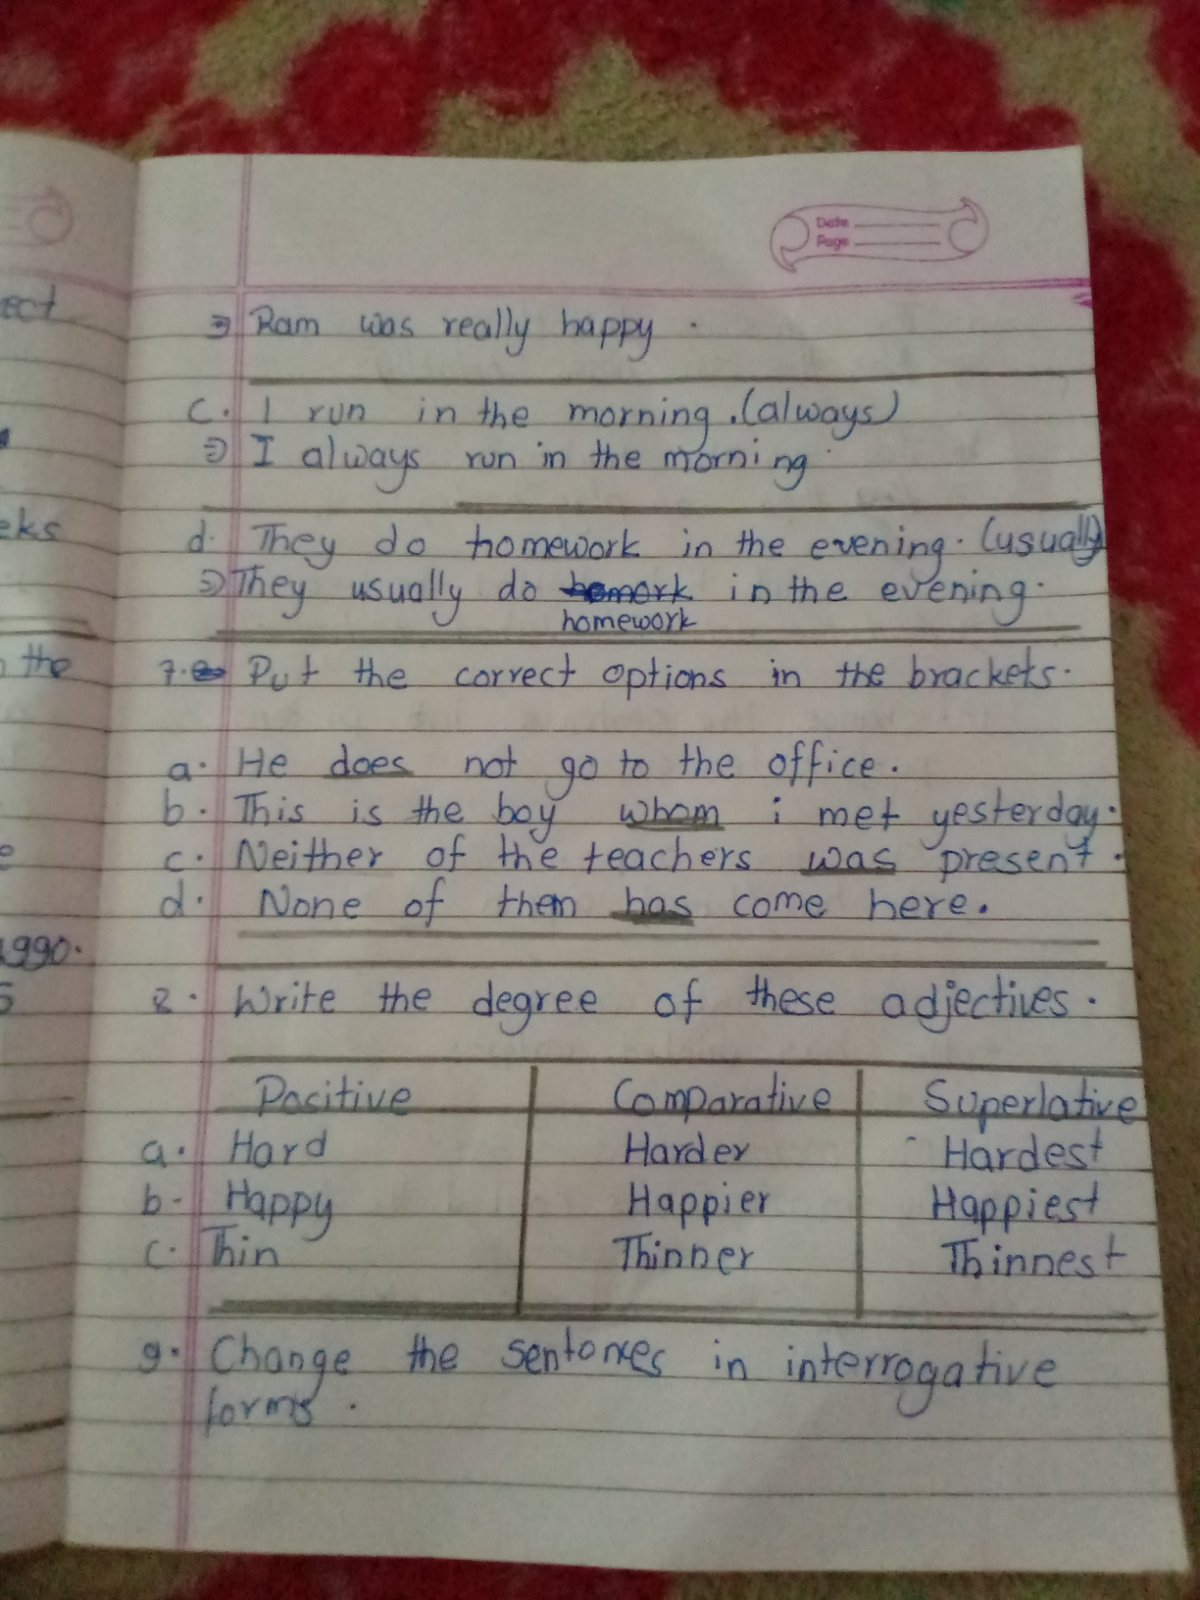 Date
Page
ect
⇒ Ram was really happy.
c. I run in the morning. (always)
⇒ I always run in the morning.
eks
d. They do homework in the evening. (usually)
⇒ They usually do in the evening.
homework
the
7. Put the correct options in the brackets.
a. He does not go to the office.
b. This is the boy whom i met yesterday.
c. Neither of the teachers was present.
d. None of them has come here.
1990.
5
8. Write the degree of these adjectives.
Positive Comparative Superlative
a. Hard Harder Hardest
b. Happy Happier Happiest
c. Thin Thinner Thinnest
9. Change the sentences in interrogative
forms.